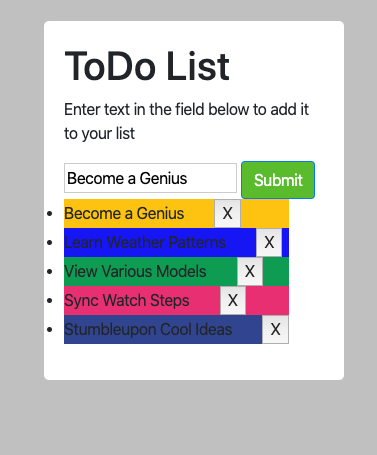 ToDo List
Enter text in the field below to add it
to your list
Become a Genius Submit
Become a Genius X
Learn Weather Patterns X
View Various Models X
Sync Watch Steps X
Stumbleupon Cool Ideas X